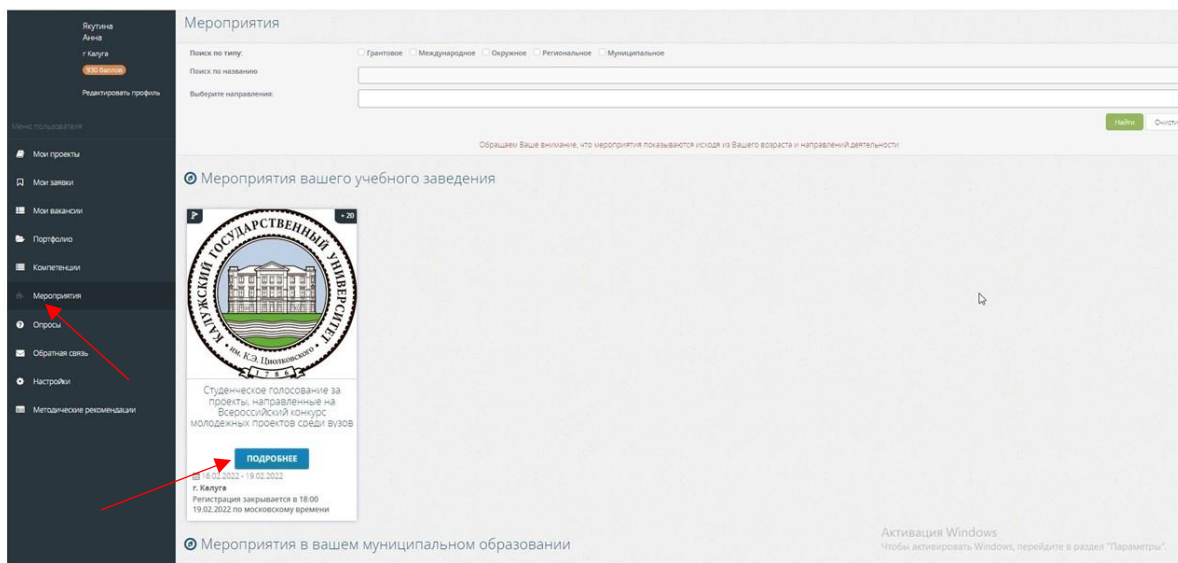 Якутина
Анна
г Калуга
930 баллов
Редактировать профиль
Меню пользователя
Мои проекты
Мои заявки
Мои вакансии
Портфолио
Компетенции
Мероприятия
Опросы
Обратная связь
Настройки
Методические рекомендации
Мероприятия
Поиск по типу:
Грантовое Международное Окружное Региональное Муниципальное
Поиск по названию
Выберите направления:
Найти Очисти
Обращаем Ваше внимание, что мероприятия показываются исходя из Вашего возраста и направлений деятельности
Мероприятия вашего учебного заведения
+20
КАЛУЖСКИЙ ГОСУДАРСТВЕННЫЙ УНИВЕРСИТЕТ
им. К.Э. Циолковского
1786
Студенческое голосование за
проекты, направленные на
Всероссийский конкурс
молодежных проектов среди вузов
ПОДРОБНЕЕ
16.02.2022 - 19.02.2022
г. Калуга
Регистрация закрывается в 18:00
19.02.2022 по московскому времени
Мероприятия в вашем муниципальном образовании
Активация Windows
Чтобы активировать Windows, перейдите в раздел "Параметры".